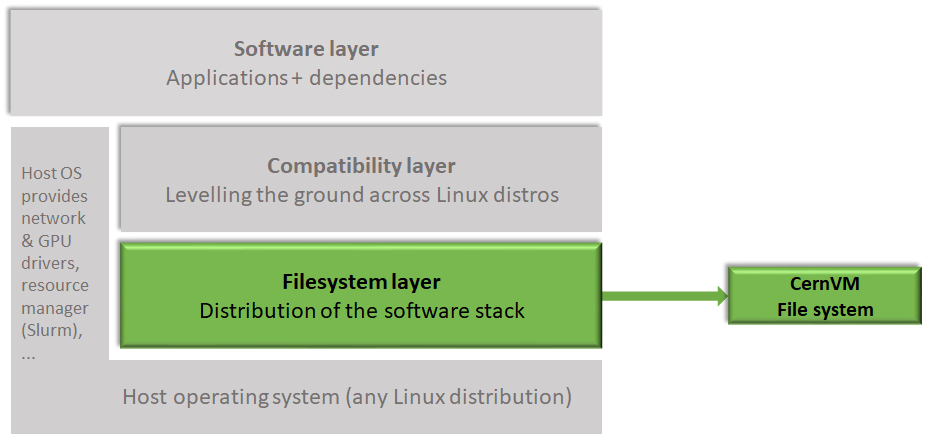 Software layer
Applications + dependencies
Host OS
provides
network
& GPU
drivers,
resource
manager
(Slurm),
...
Compatibility layer
Levelling the ground across Linux distros
Filesystem layer
Distribution of the software stack
CernVM
File system
Host operating system (any Linux distribution)